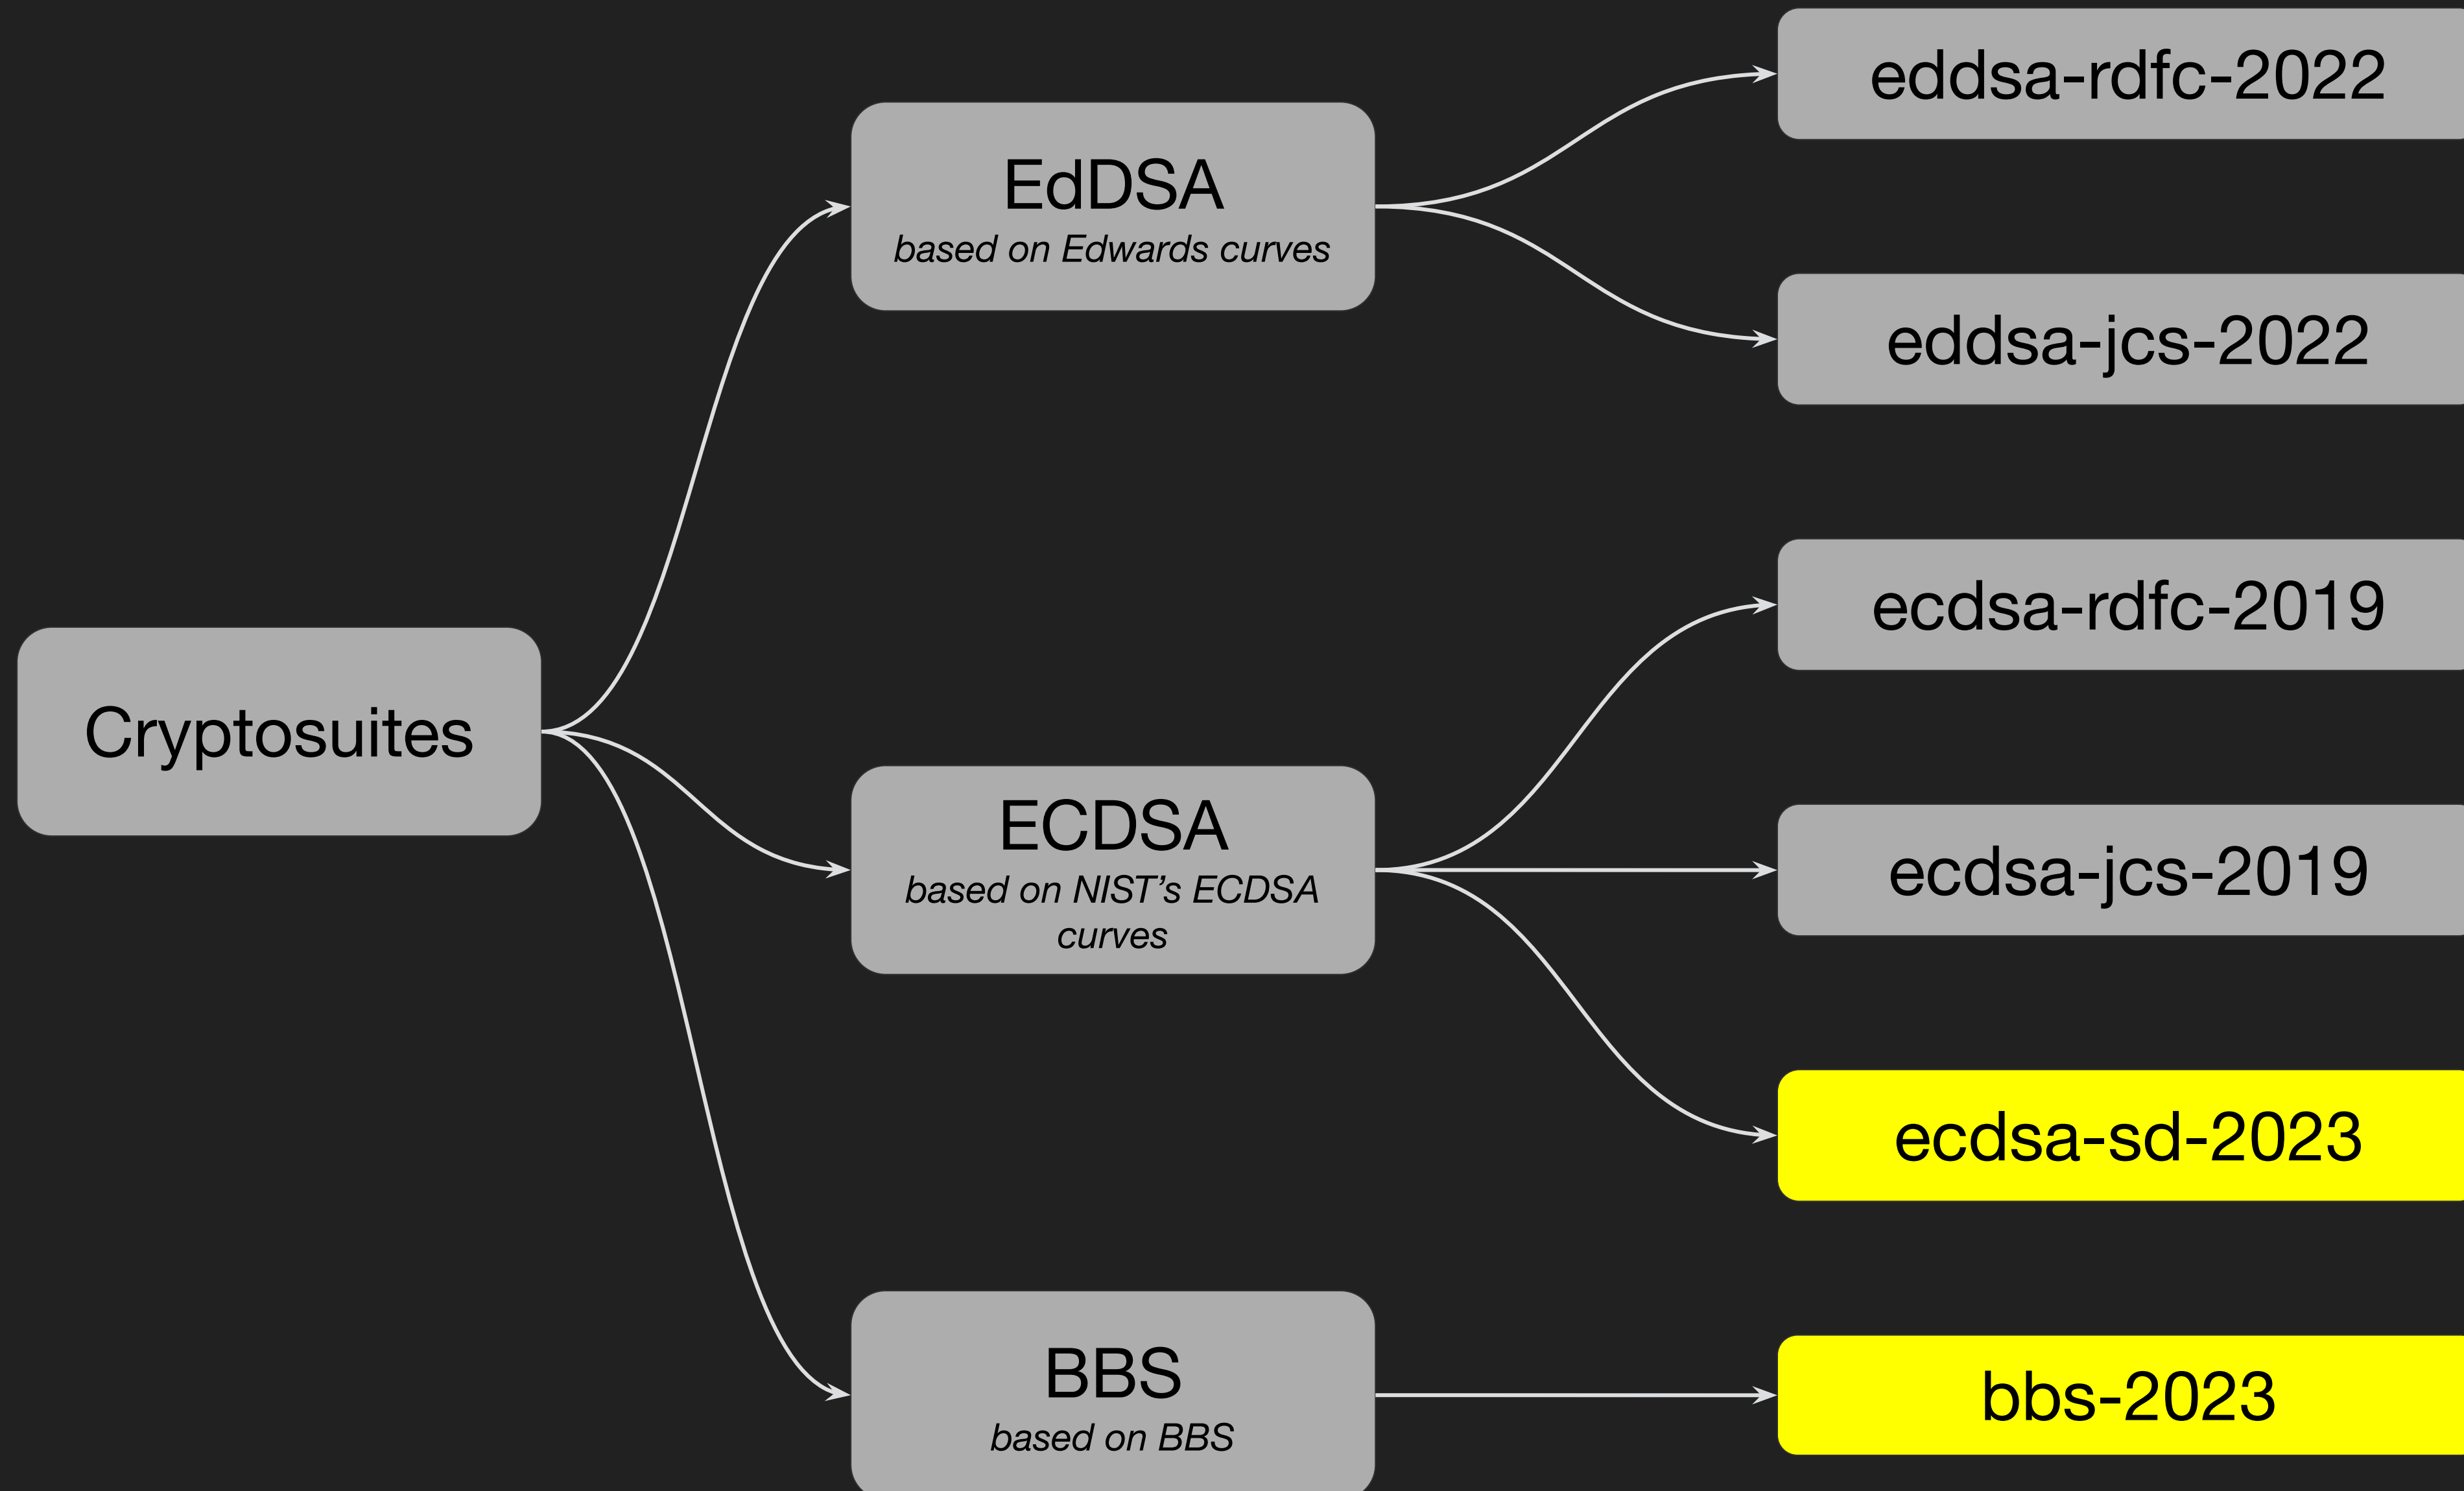 Cryptosuites
EdDSA
based on Edwards curves
ECDSA
based on NIST’s ECDSA
curves
BBS
based on BBS
eddsa-rdfc-2022
eddsa-jcs-2022
ecdsa-rdfc-2019
ecdsa-jcs-2019
ecdsa-sd-2023
bbs-2023